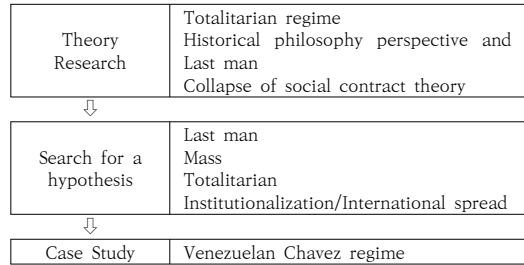 Theory
Research
Totalitarian regime
Historical philosophy perspective and
Last man
Collapse of social contract theory
⇩
Search for a
hypothesis
Last man
Mass
Totalitarian
Institutionalization/International spread
⇩
Case Study
Venezuelan Chavez regime